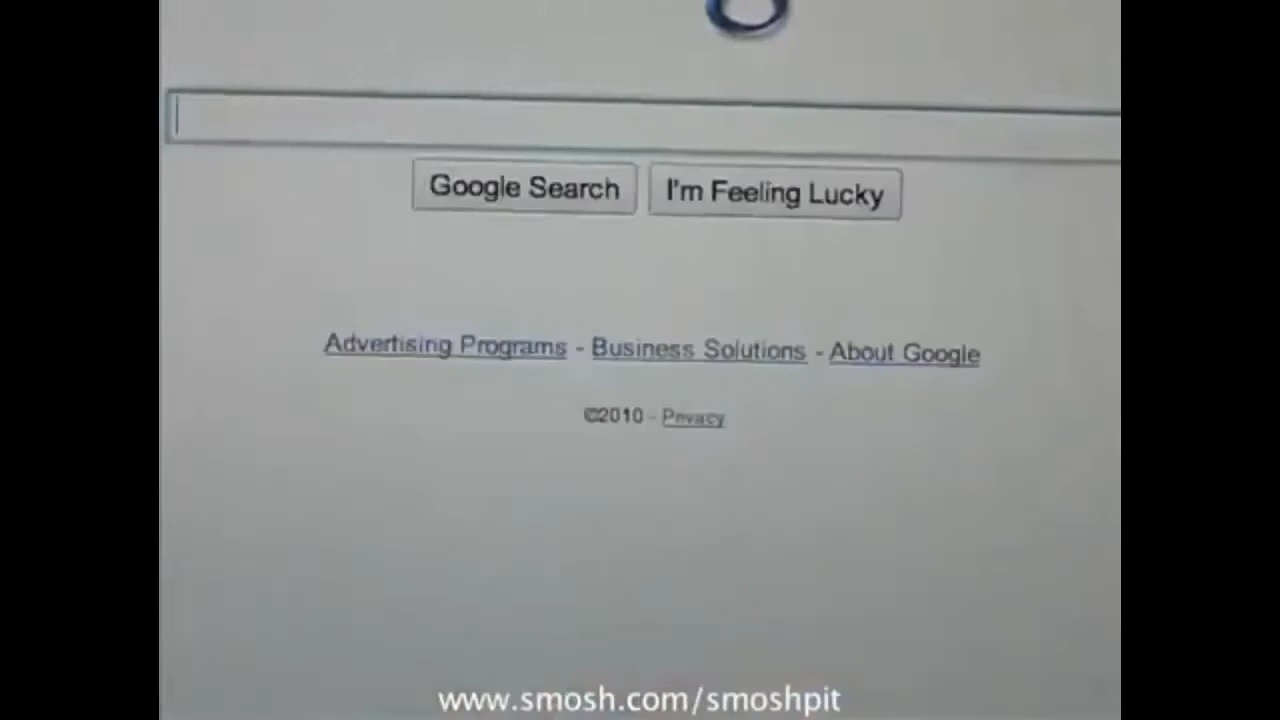 Google Search I'm Feeling Lucky
Advertising Programs - Business Solutions - About Google
©2010 - Privacy
www.smosh.com/smoshpit